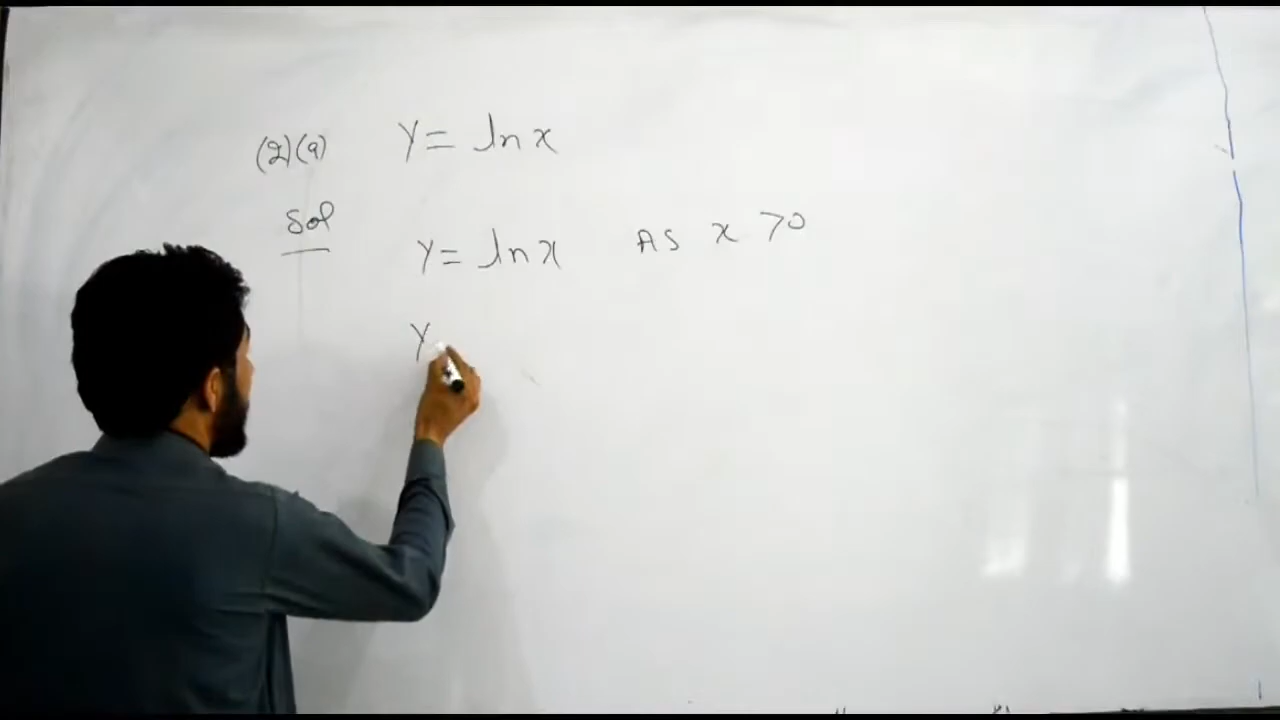 (2)(a) y = ln x
Sol
y = ln x AS x > 0
y